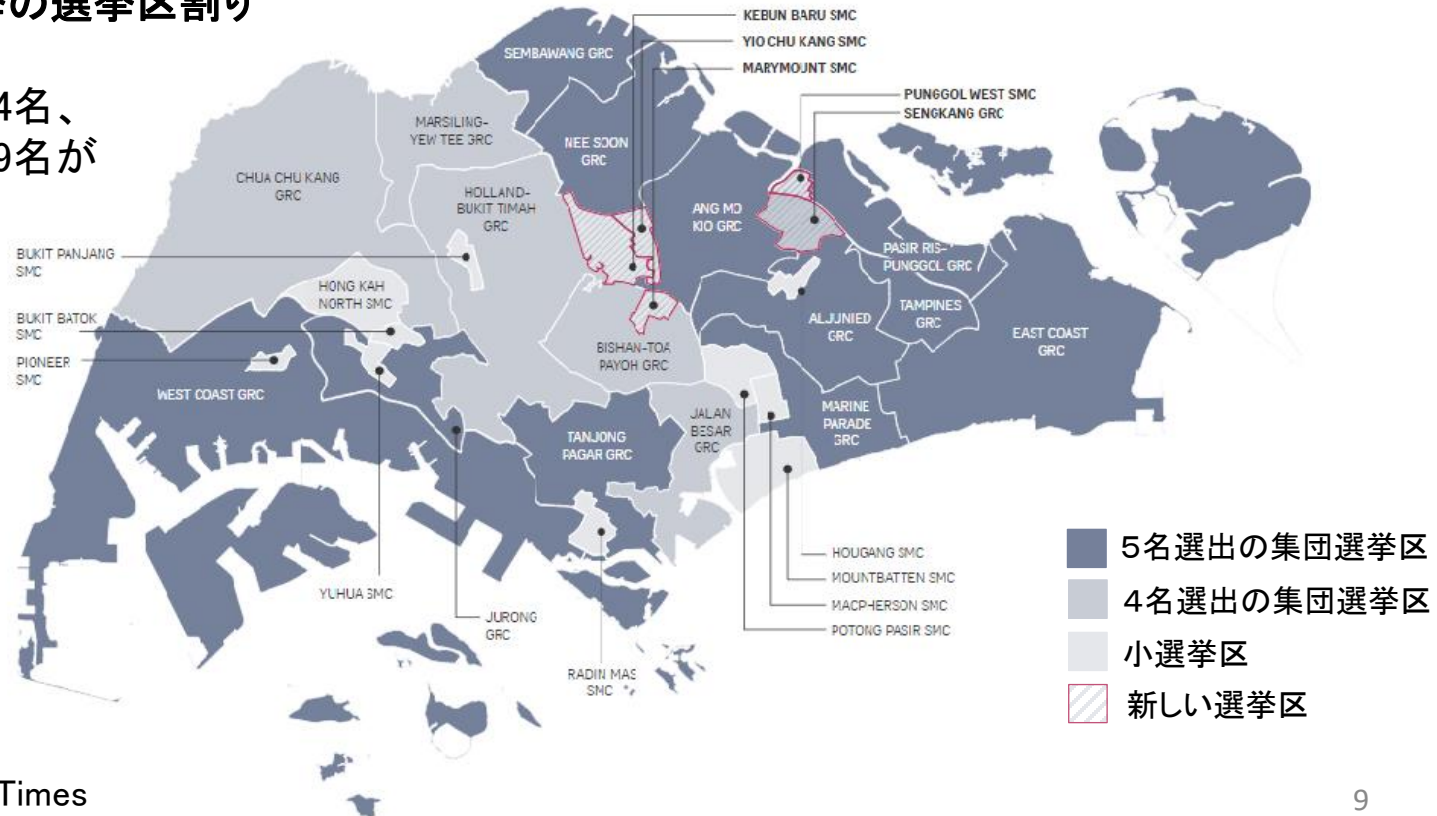 挙の選挙区割り
4名、
9名が
KEBUN BARU SMC
YIO CHU KANG SMC
MARYMOUNT SMC
PUNGGOL WEST SMC
SENGKANG GRC
SEMBAWANG GRC
MARSILING-
YEW TEE GRC
NEE SOON
GRC
CHUA CHU KANG
GRC
HOLLAND-
BUKIT TIMAH
GRC
ANG MO
KIO GRC
PASIR RIS-
PUNGGOL GRC
BUKIT PANJANG
SMC
HONG KAH
NORTH SMC
TAMPINES
GRC
ALJUNIED
GRC
EAST COAST
GRC
BUKIT BATOK
SMC
PIONEER
SMC
BISHAN-TOA
PAYOH GRC
WEST COAST GRC
JALAN
BESAR
GRC
MARINE
PARADE
GRC
TANJONG
PAGAR GRC
HOUGANG SMC
MOUNTBATTEN SMC
MACPHERSON SMC
POTONG PASIR SMC
YUHUA SMC
JURONG
GRC
RADIN MAS
SMC
５名選出の集団選挙区
４名選出の集団選挙区
小選挙区
新しい選挙区
Times
9